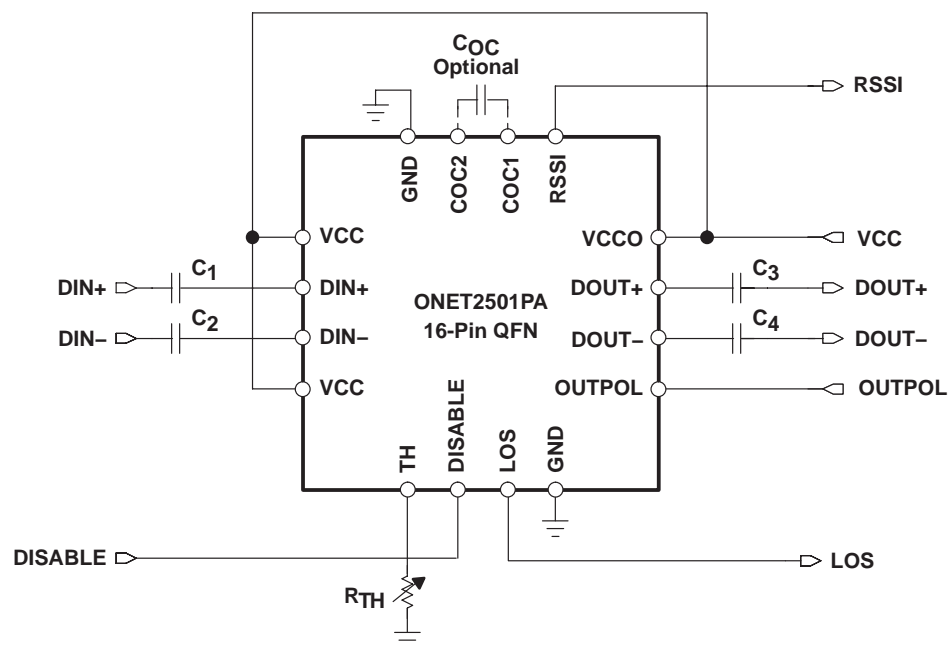 COC
Optional
RSSI
GND
COC2
COC1
RSSI
VCC
VCCO
VCC
DIN+
C1
DIN+
DOUT+
C3
DOUT+
ONET2501PA
16-Pin QFN
DIN–
C2
DIN–
DOUT–
C4
DOUT–
VCC
OUTPOL
OUTPOL
TH
DISABLE
LOS
GND
DISABLE
LOS
RTH